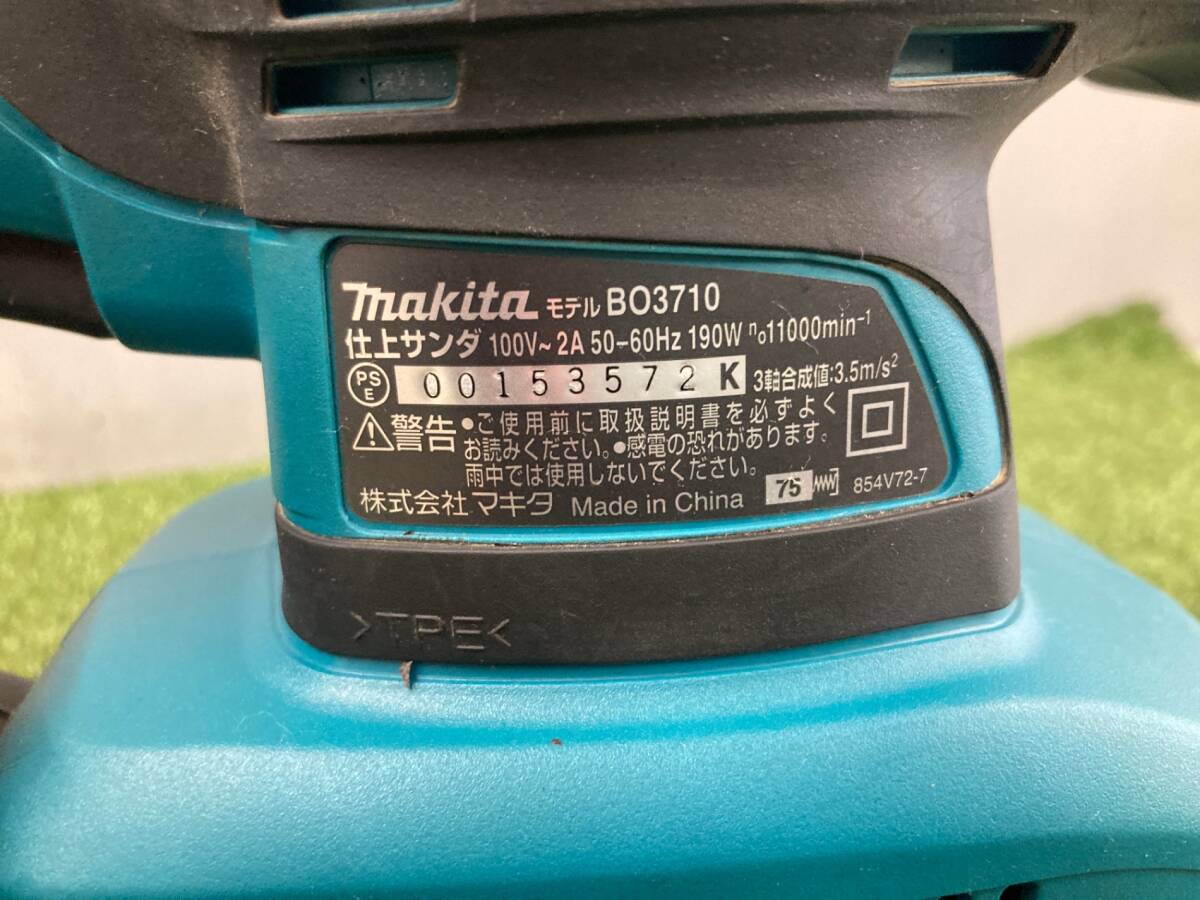 makita モデル BO3710
仕上サンダ 100V~ 2A 50-60Hz 190W n₀11000min⁻¹
PS E 00153572 K 3軸合成値:3.5m/s²
警告 •ご使用前に取扱説明書を必ずよく
お読みください。•感電の恐れがあります。
雨中では使用しないでください。
株式会社マキタ Made in China 75 854V72-7
>TPE<